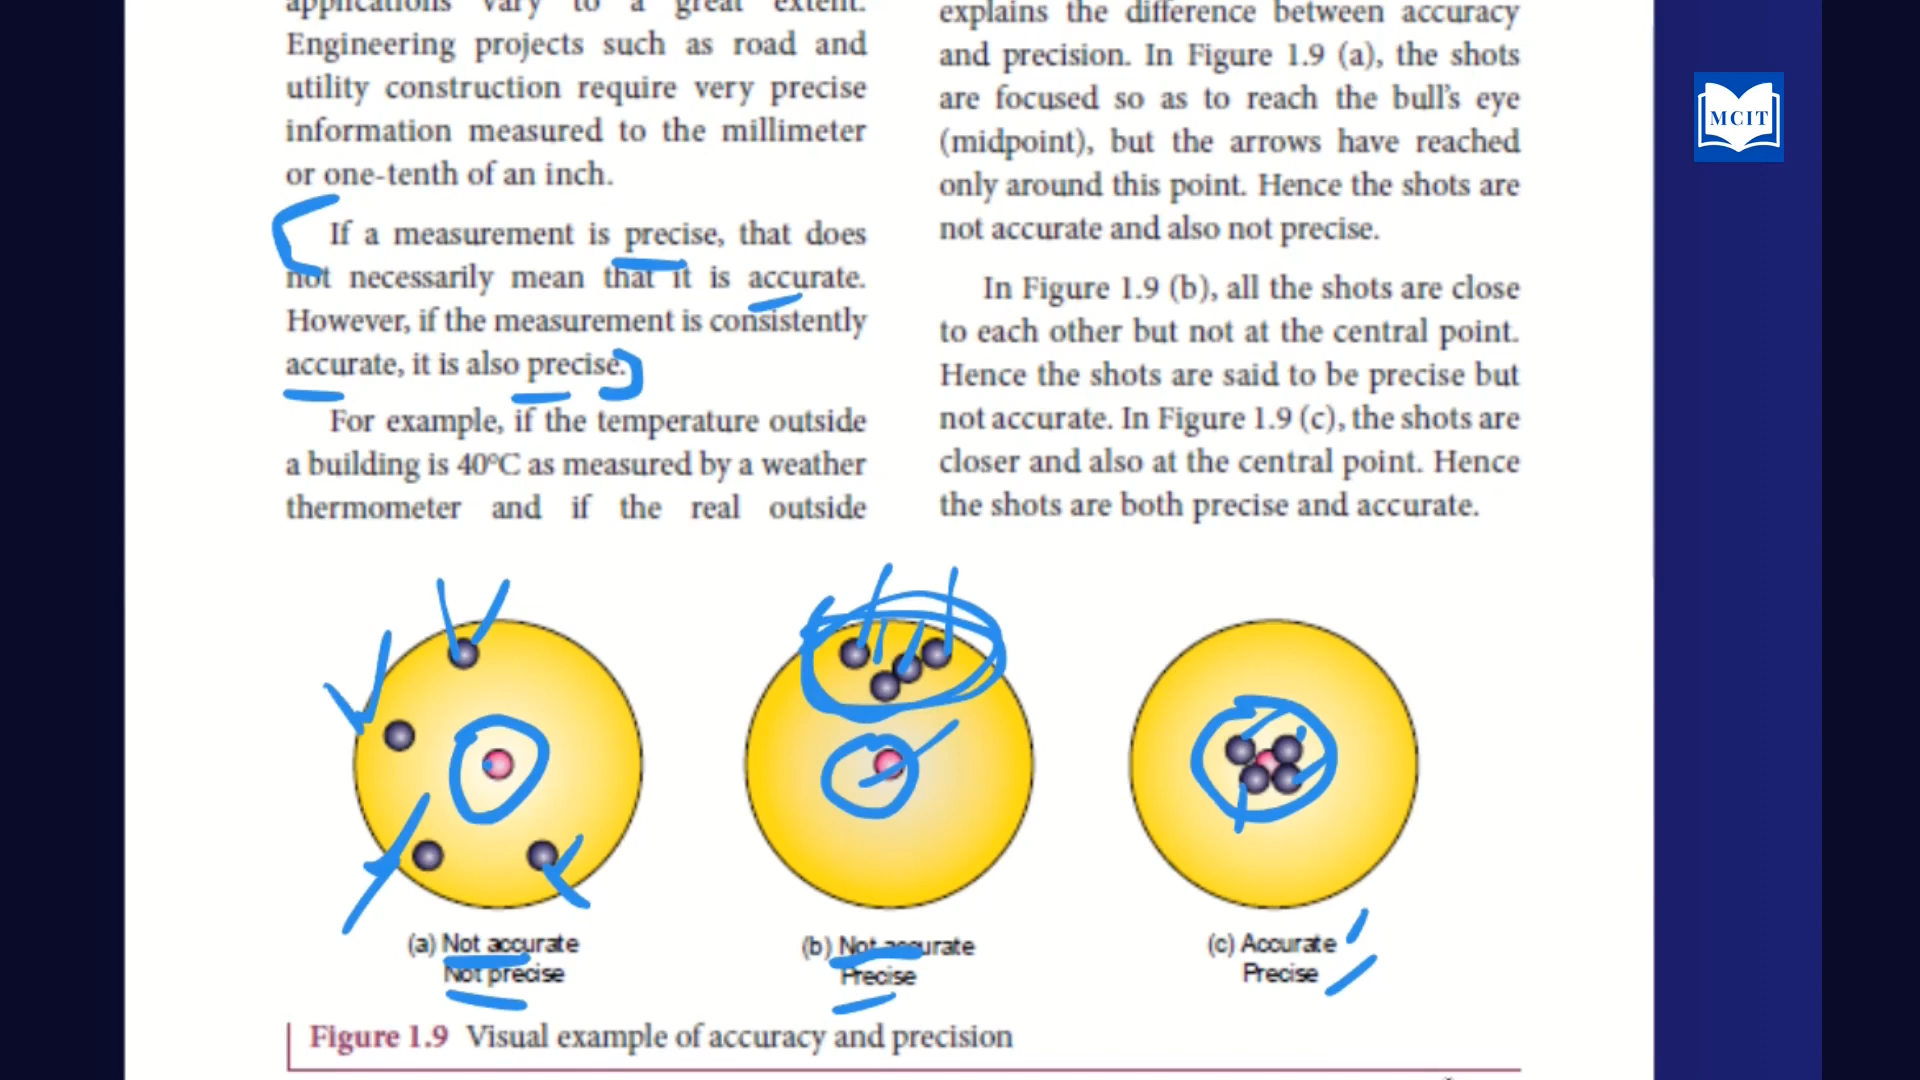 applications vary to a great extent.
Engineering projects such as road and
utility construction require very precise
information measured to the millimeter
or one-tenth of an inch.
If a measurement is precise, that does
not necessarily mean that it is accurate.
However, if the measurement is consistently
accurate, it is also precise.
For example, if the temperature outside
a building is 40°C as measured by a weather
thermometer and if the real outside
explains the difference between accuracy
and precision. In Figure 1.9 (a), the shots
are focused so as to reach the bull's eye
(midpoint), but the arrows have reached
only around this point. Hence the shots are
not accurate and also not precise.
In Figure 1.9 (b), all the shots are close
to each other but not at the central point.
Hence the shots are said to be precise but
not accurate. In Figure 1.9 (c), the shots are
closer and also at the central point. Hence
the shots are both precise and accurate.
MCIT
(a) Not accurate
Not precise
(b) Not accurate
Precise
(c) Accurate
Precise
Figure 1.9 Visual example of accuracy and precision